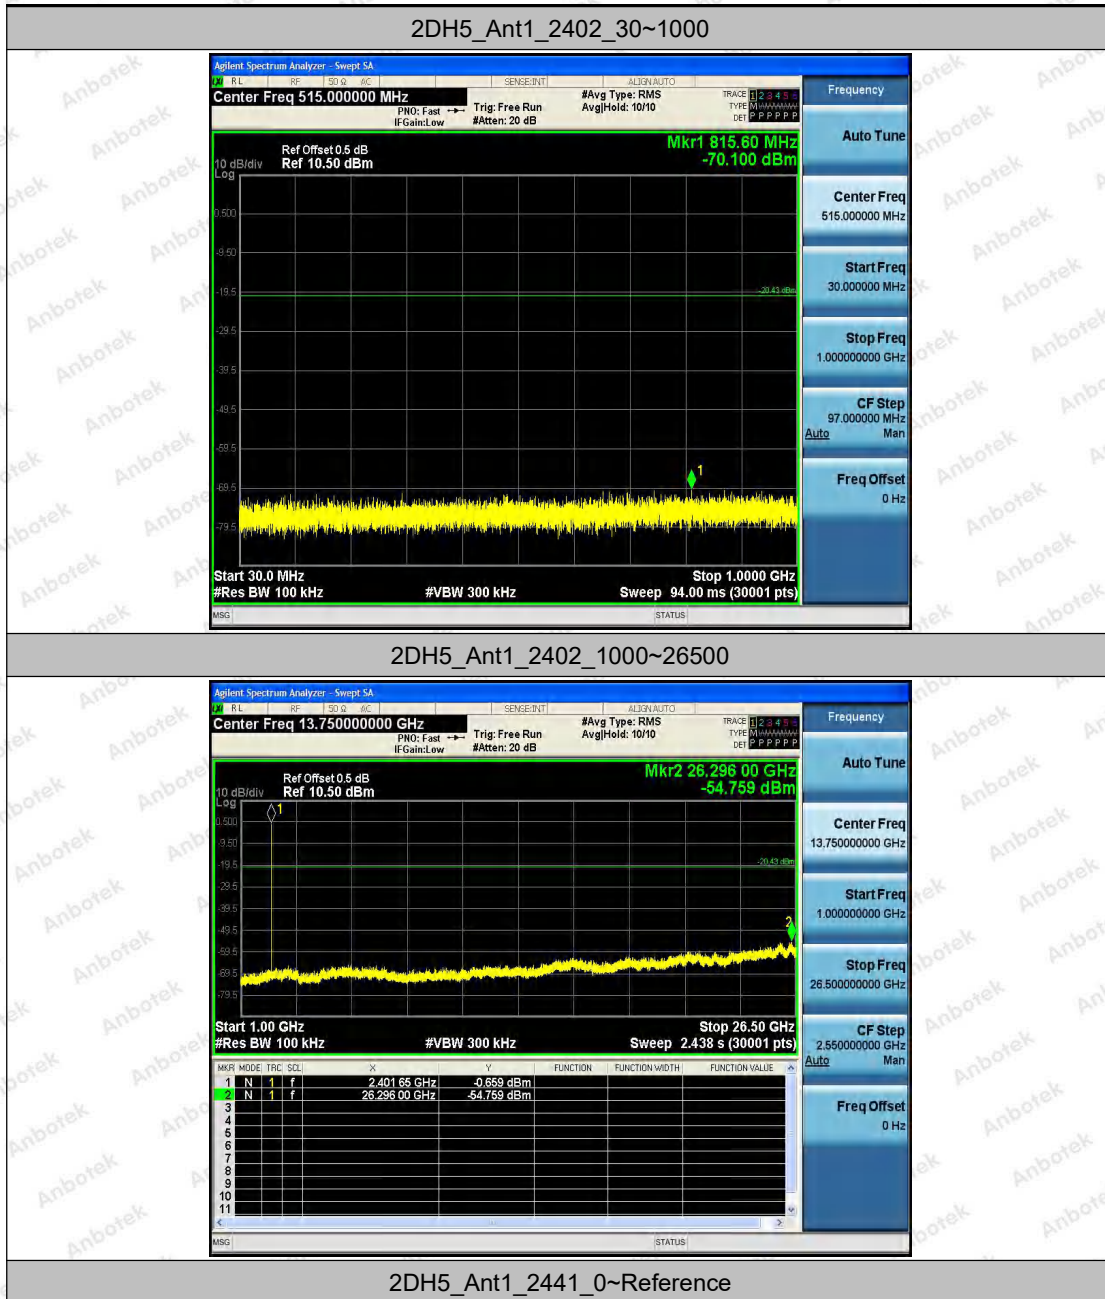 2DH5_Ant1_2402_30~1000
Agilent Spectrum Analyzer - Swept SA
RL RF 50 Ω AC SENSE:INT ALIGNAUTO
Center Freq 515.000000 MHz
PNO: Fast
IFGain:Low
Trig: Free Run
#Atten: 20 dB
#Avg Type: RMS
Avg|Hold: 10/10
TRACE 1 2 3 4 5 6
TYPE M
DET P P P P P P
Frequency
Mkr1 815.60 MHz
-70.100 dBm
Ref Offset 0.5 dB
10 dB/div Ref 10.50 dBm
Log
0.500
-9.50
-19.5
-20.43 dBm
-29.5
-39.5
-49.5
-59.5
-69.5
-79.5
1
Start 30.0 MHz Stop 1.0000 GHz
#Res BW 100 kHz #VBW 300 kHz Sweep 94.00 ms (30001 pts)
MSG STATUS
Auto Tune
Center Freq
515.000000 MHz
Start Freq
30.000000 MHz
Stop Freq
1.000000000 GHz
CF Step
97.000000 MHz
Auto Man
Freq Offset
0 Hz
2DH5_Ant1_2402_1000~26500
Agilent Spectrum Analyzer - Swept SA
RL RF 50 Ω AC SENSE:INT ALIGNAUTO
Center Freq 13.750000000 GHz
PNO: Fast
IFGain:Low
Trig: Free Run
#Atten: 20 dB
#Avg Type: RMS
Avg|Hold: 10/10
TRACE 1 2 3 4 5 6
TYPE M
DET P P P P P P
Frequency
Mkr2 26.296 00 GHz
-54.759 dBm
Ref Offset 0.5 dB
10 dB/div Ref 10.50 dBm
Log
0.500
-9.50
-19.5
-20.43 dBm
-29.5
-39.5
-49.5
-59.5
-69.5
-79.5
1
2
Start 1.00 GHz Stop 26.50 GHz
#Res BW 100 kHz #VBW 300 kHz Sweep 2.438 s (30001 pts)
MKR MODE TRC SCL X Y FUNCTION FUNCTION WIDTH FUNCTION VALUE
1 N 1 f 2.401 65 GHz -0.659 dBm
2 N 1 f 26.296 00 GHz -54.759 dBm
3
4
5
6
7
8
9
10
11
MSG STATUS
Auto Tune
Center Freq
13.750000000 GHz
Start Freq
1.000000000 GHz
Stop Freq
26.500000000 GHz
CF Step
2.550000000 GHz
Auto Man
Freq Offset
0 Hz
2DH5_Ant1_2441_0~Reference
Anbotek